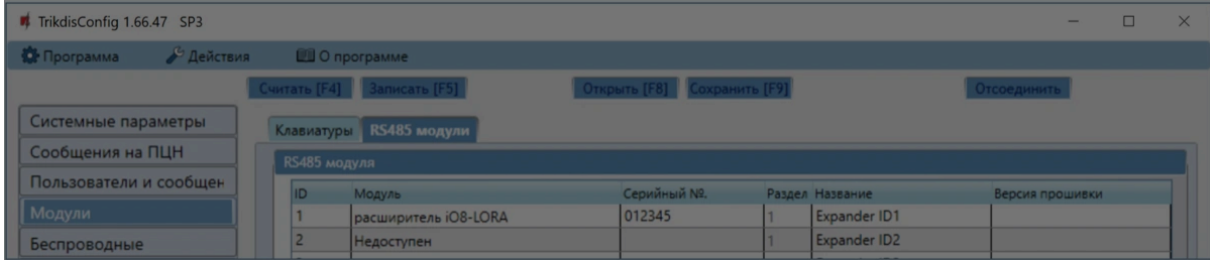 TrikdisConfig 1.66.47 SP3
Программа Действия О программе
Считать [F4] Записать [F5] Открыть [F8] Сохранить [F9] Отсоединить
Системные параметры
Клавиатуры RS485 модули
Сообщения на ПЦН
RS485 модуля
Пользователи и сообщен
ID Модуль Серийный №. Раздел Название Версия прошивки
Модули
1 расширитель iO8-LORA 012345 1 Expander ID1
Беспроводные
2 Недоступен 1 Expander ID2